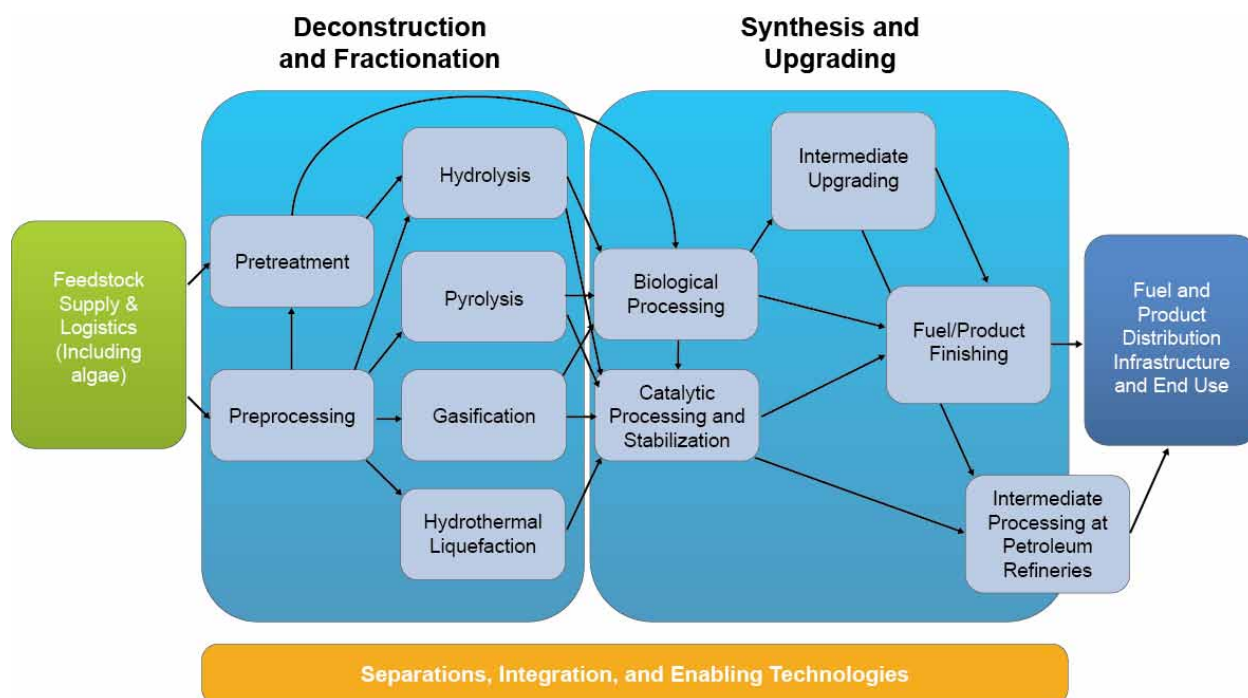 Deconstruction
and Fractionation
Synthesis and
Upgrading
Feedstock
Supply &
Logistics
(Including
algae)
Pretreatment
Preprocessing
Hydrolysis
Pyrolysis
Gasification
Hydrothermal
Liquefaction
Biological
Processing
Catalytic
Processing and
Stabilization
Intermediate
Upgrading
Fuel/Product
Finishing
Intermediate
Processing at
Petroleum
Refineries
Fuel and
Product
Distribution
Infrastructure
and End Use
Separations, Integration, and Enabling Technologies